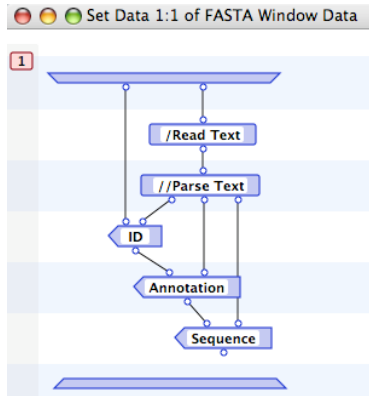 Set Data 1:1 of FASTA Window Data
1
/Read Text
//Parse Text
ID
Annotation
Sequence